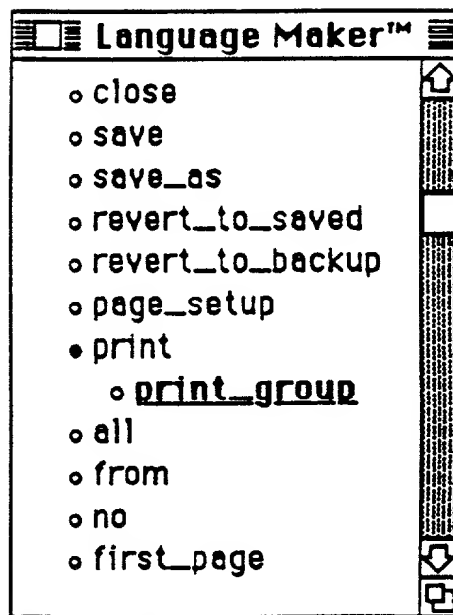 Language Maker™
close
save
save_as
revert_to_saved
revert_to_backup
page_setup
print
print_group
all
from
no
first_page